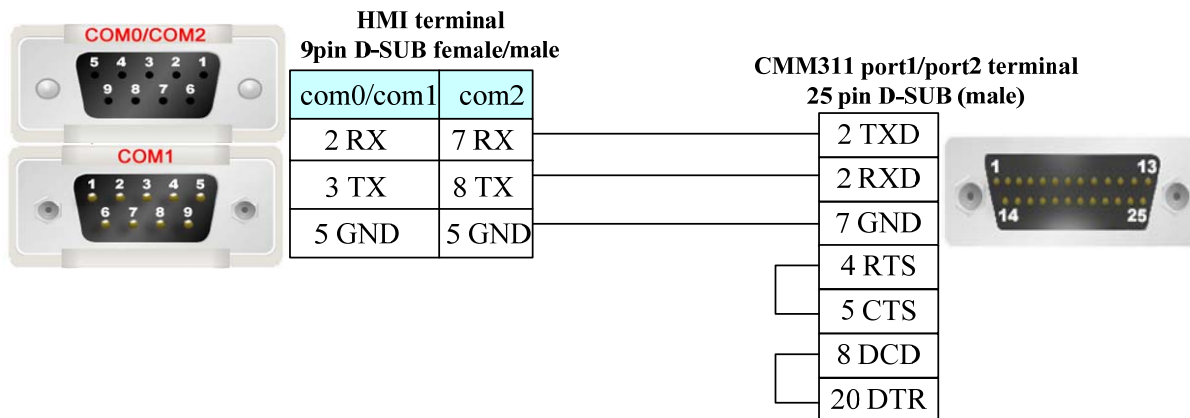 COM0/COM2
5 4 3 2 1
9 8 7 6
COM1
1 2 3 4 5
6 7 8 9
HMI terminal
9pin D-SUB female/male
com0/com1 com2
2 RX 7 RX
3 TX 8 TX
5 GND 5 GND
CMM311 port1/port2 terminal
25 pin D-SUB (male)
2 TXD
2 RXD
7 GND
4 RTS
5 CTS
8 DCD
20 DTR
1 13
14 25